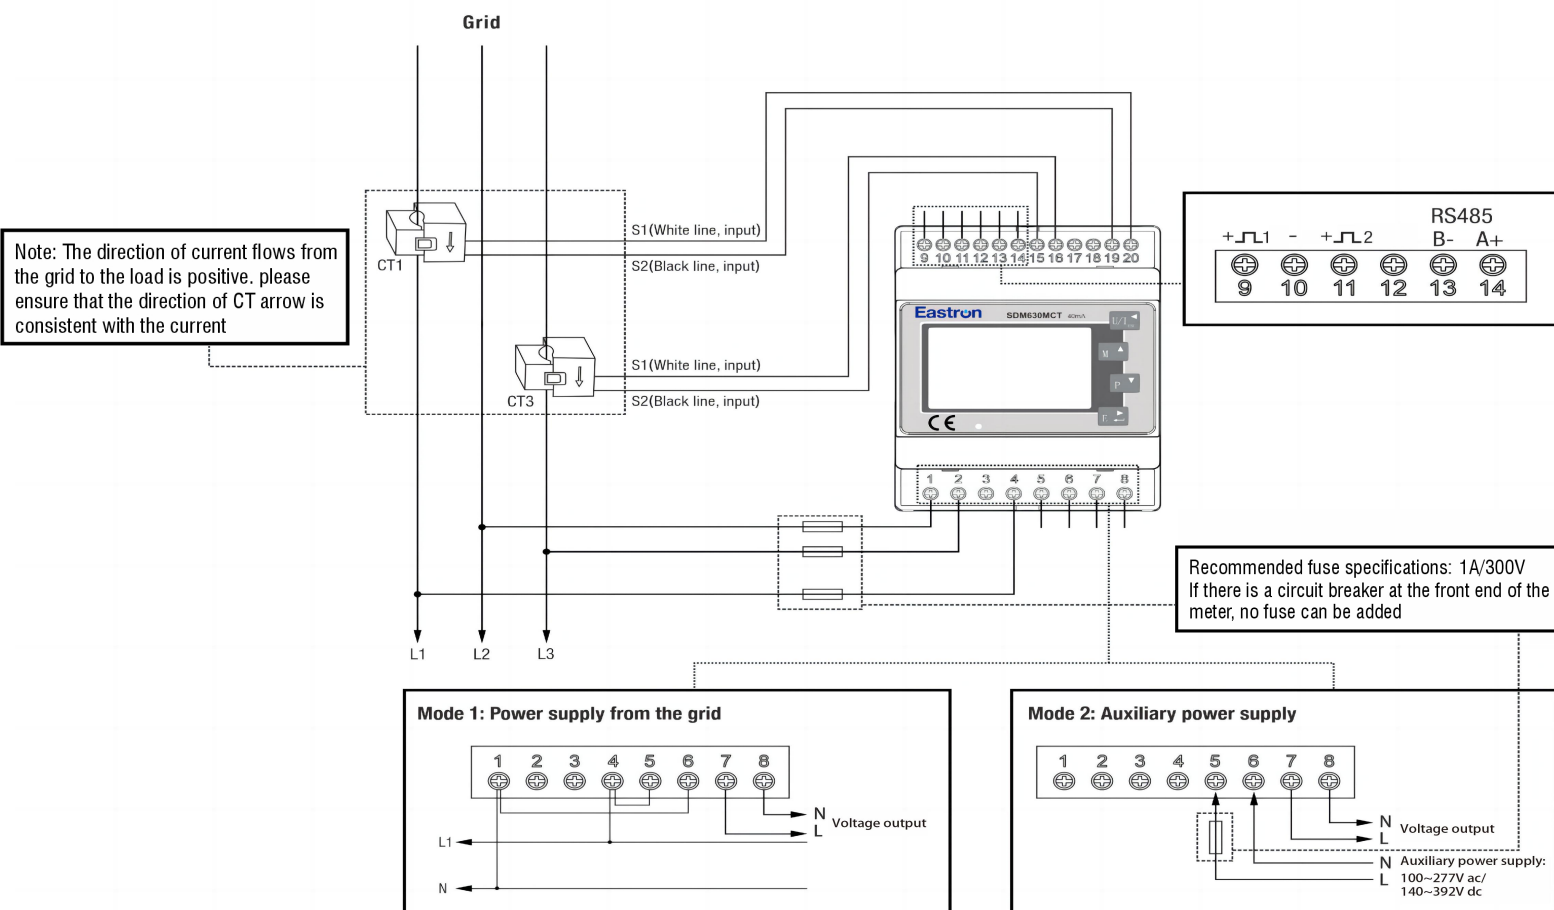 Grid
Note: The direction of current flows from
the grid to the load is positive. please
ensure that the direction of CT arrow is
consistent with the current
CT1
S1(White line, input)
S2(Black line, input)
CT3
S1(White line, input)
S2(Black line, input)
9 10 11 12 13 14 15 16 17 18 19 20
Eastron SDM630MCT 40mA
U/I
M
P
E
CE
1 2 3 4 5 6 7 8
RS485
+ 1 - + 2 B- A+
9 10 11 12 13 14
Recommended fuse specifications: 1A/300V
If there is a circuit breaker at the front end of the
meter, no fuse can be added
L1 L2 L3
Mode 1: Power supply from the grid
1 2 3 4 5 6 7 8
N
L
Voltage output
L1
N
Mode 2: Auxiliary power supply
1 2 3 4 5 6 7 8
N
L
Voltage output
N
L
Auxiliary power supply:
100~277V ac/
140~392V dc